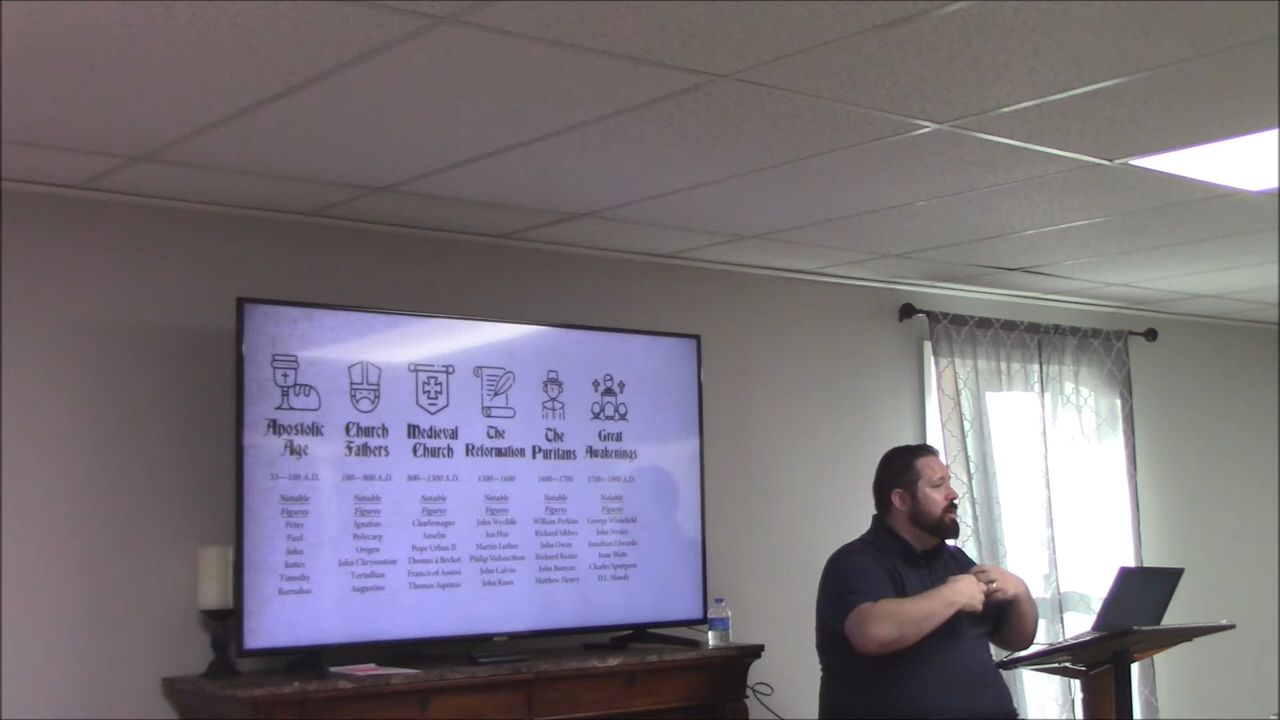 Apostolic
Age
33—100 A.D.
Notable
Figures
Peter
Paul
John
James
Timothy
Barnabas
Church
Fathers
100—800 A.D.
Notable
Figures
Ignatius
Polycarp
Origen
John Chrysostom
Tertullian
Augustine
Medieval
Church
800—1300 A.D.
Notable
Figures
Charlemagne
Anselm
Pope Urban II
Thomas a Becket
Francis of Assisi
Thomas Aquinas
The
Reformation
1300—1600
Notable
Figures
John Wycliffe
Jan Hus
Martin Luther
Philip Melancthon
John Calvin
John Knox
The
Puritans
1600—1700
Notable
Figures
William Perkins
Richard Sibbes
John Owen
Richard Baxter
John Bunyan
Matthew Henry
Great
Awakenings
1700—1900 A.D.
Notable
Figures
George Whitefield
John Wesley
Jonathan Edwards
Isaac Watts
Charles Spurgeon
D.L. Moody